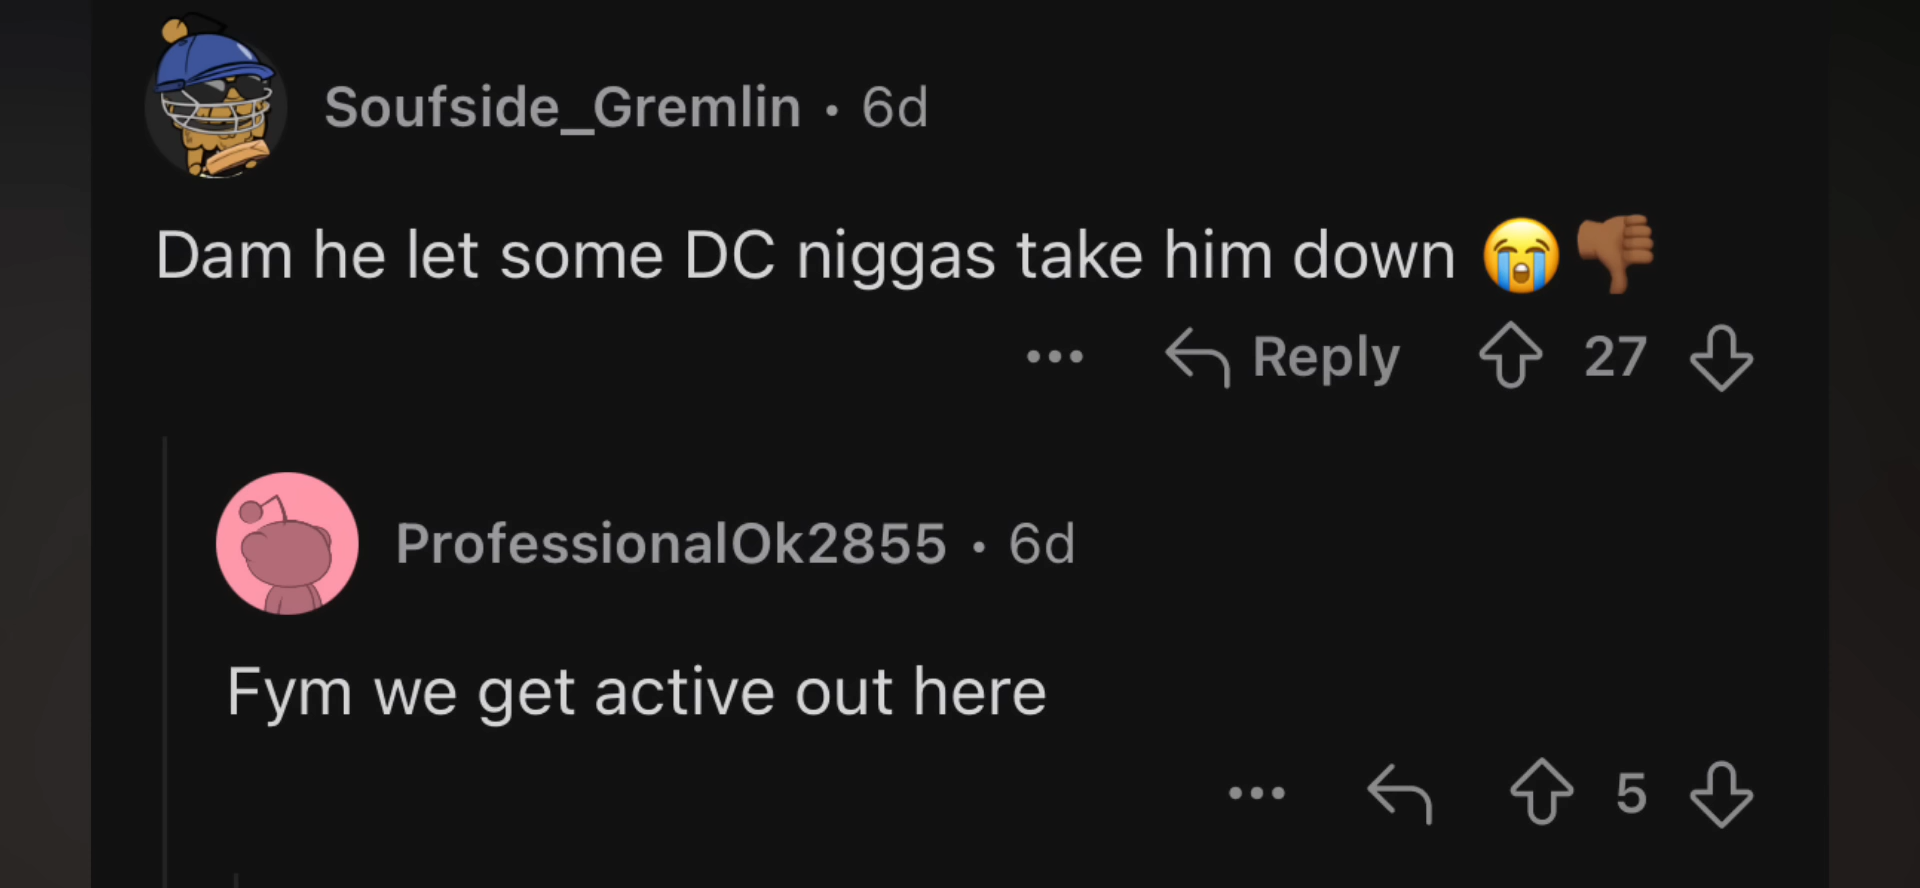 Soufside_Gremlin · 6d
Dam he let some DC niggas take him down 😭👎🏾
... Reply 27
ProfessionalOk2855 · 6d
Fym we get active out here
... 5